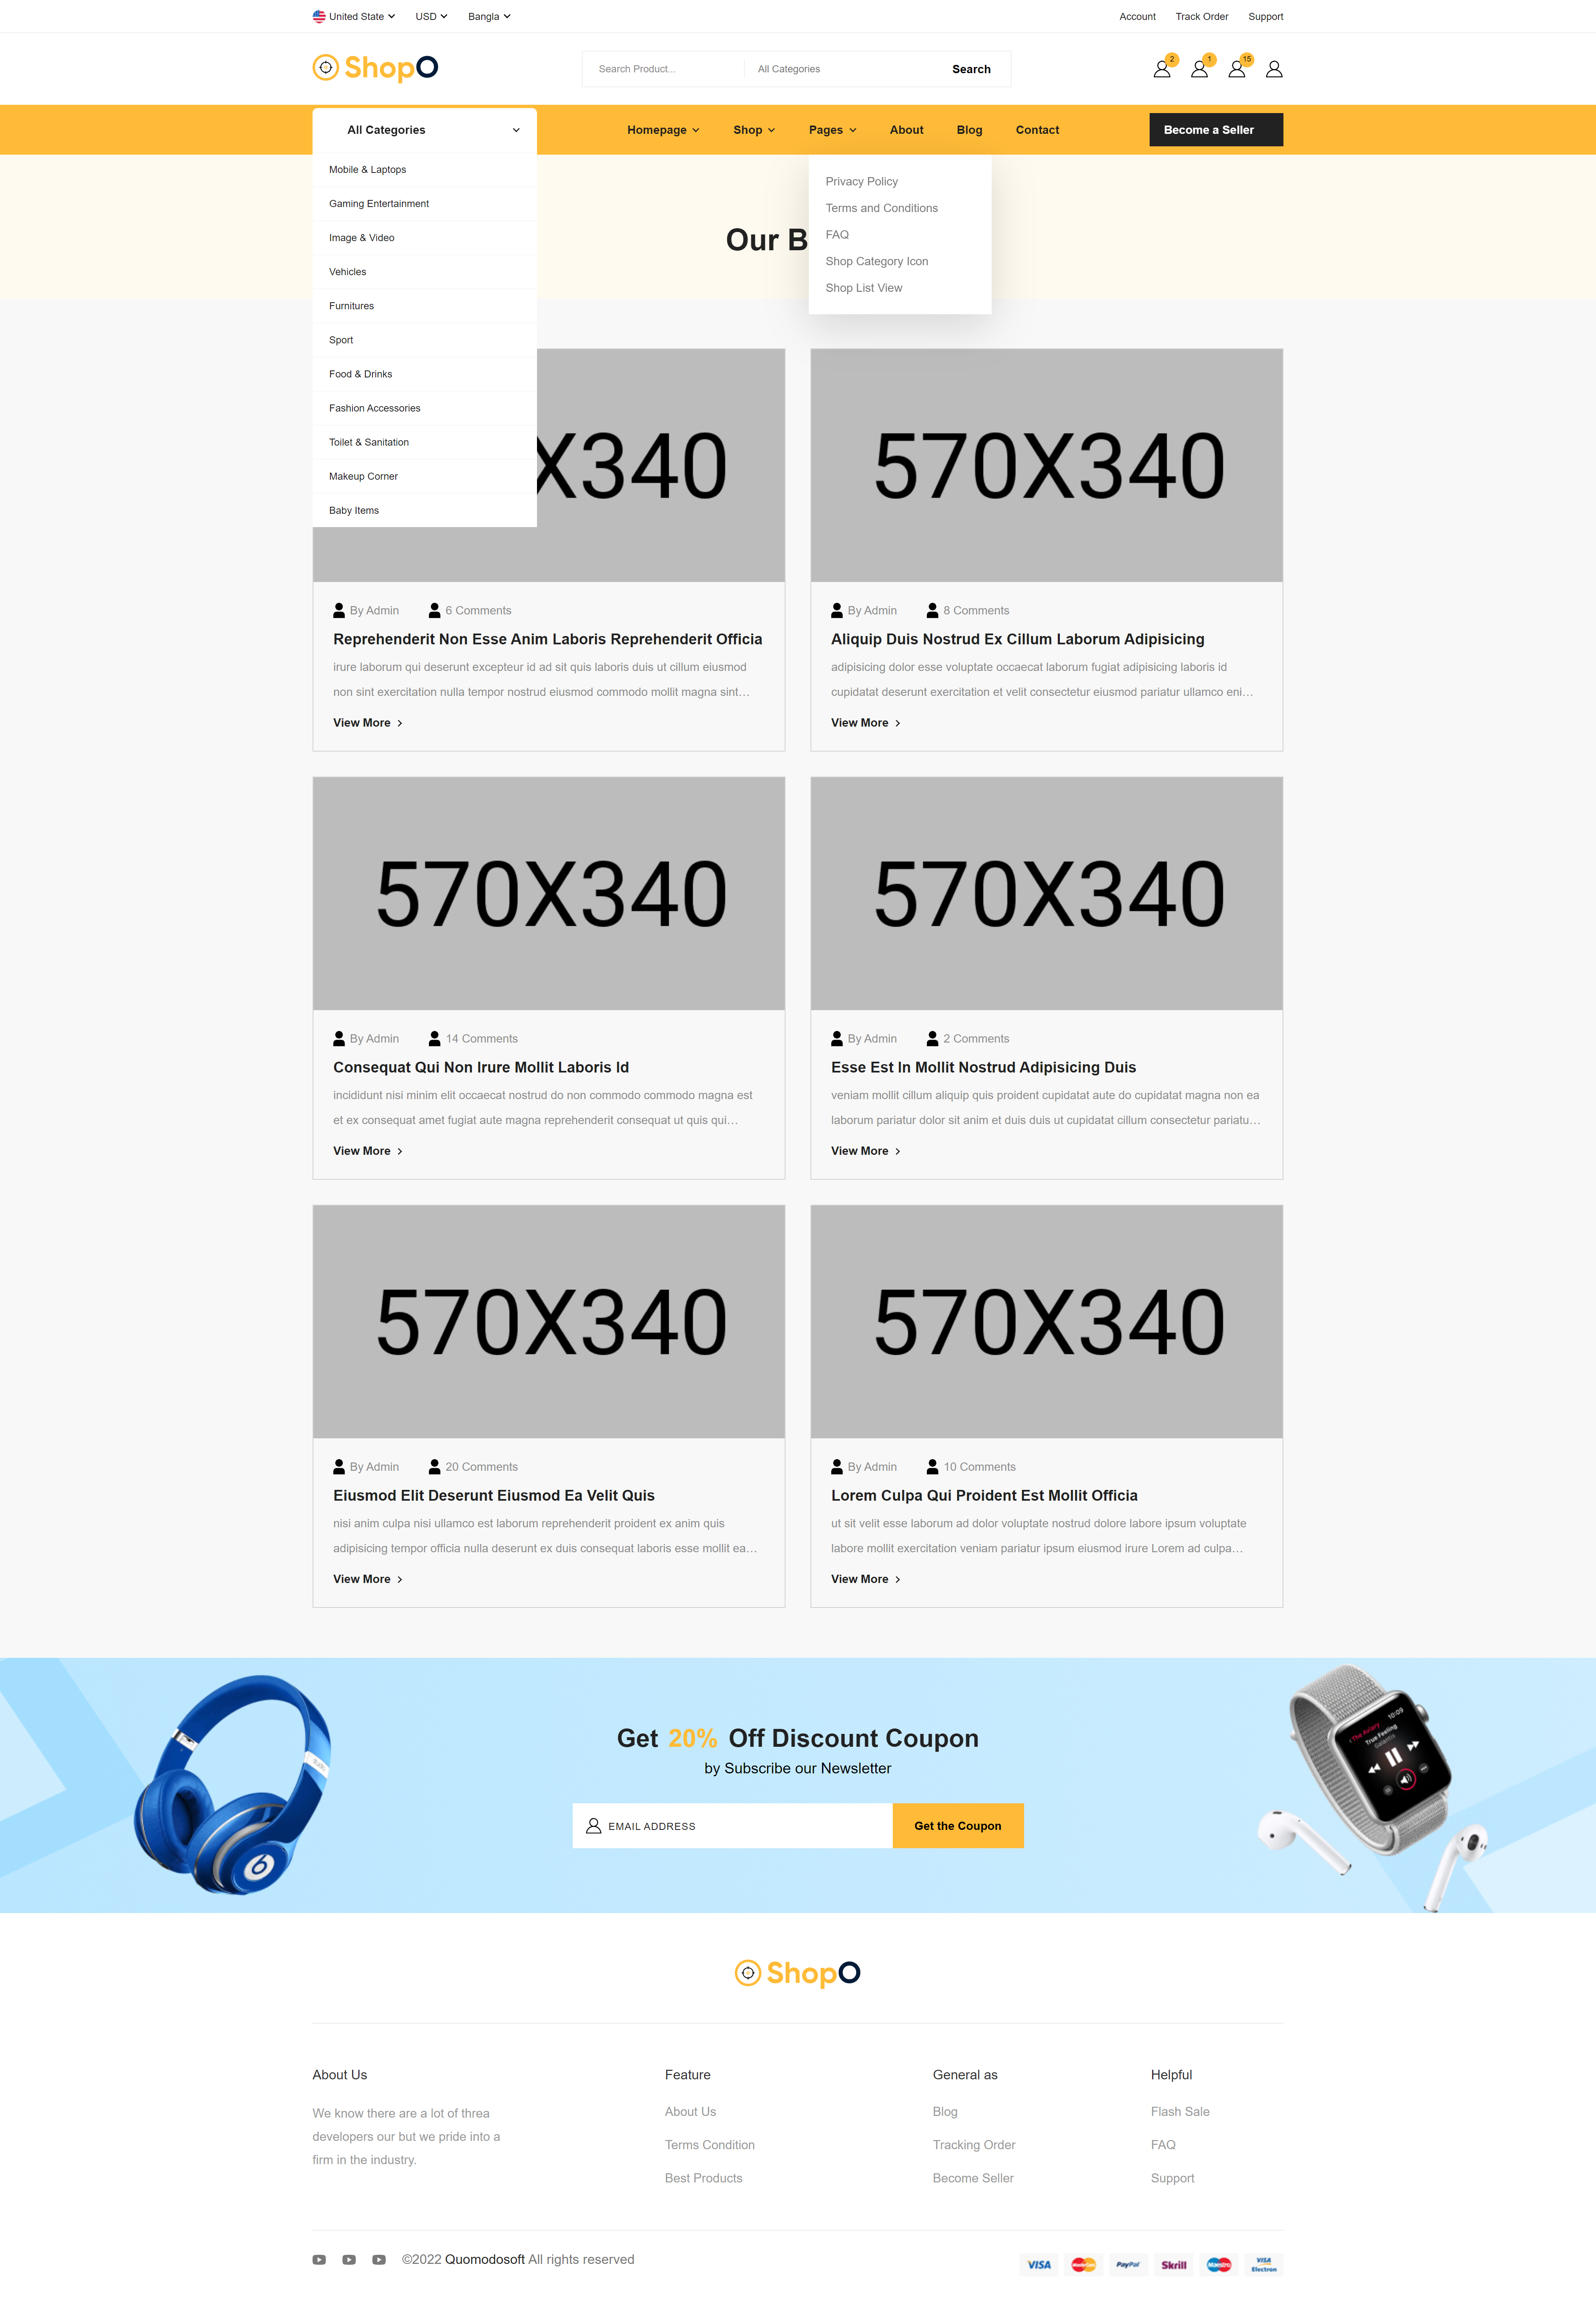 United State USD Bangla Account Track Order Support
ShopO
Search Product... All Categories Search
2 1 15
All Categories Homepage Shop Pages About Blog Contact Become a Seller
Mobile & Laptops
Gaming Entertainment
Image & Video
Vehicles
Furnitures
Sport
Food & Drinks
Fashion Accessories
Toilet & Sanitation
Makeup Corner
Baby Items
Privacy Policy
Terms and Conditions
FAQ
Shop Category Icon
Shop List View
Our B
X340
570X340
By Admin 6 Comments
Reprehenderit Non Esse Anim Laboris Reprehenderit Officia
irure laborum qui deserunt excepteur id ad sit quis laboris duis ut cillum eiusmod
non sint exercitation nulla tempor nostrud eiusmod commodo mollit magna sint…
View More
By Admin 8 Comments
Aliquip Duis Nostrud Ex Cillum Laborum Adipisicing
adipisicing dolor esse voluptate occaecat laborum fugiat adipisicing laboris id
cupidatat deserunt exercitation et velit consectetur eiusmod pariatur ullamco eni…
View More
570X340
570X340
By Admin 14 Comments
Consequat Qui Non Irure Mollit Laboris Id
incididunt nisi minim elit occaecat nostrud do non commodo commodo magna est
et ex consequat amet fugiat aute magna reprehenderit consequat ut quis qui…
View More
By Admin 2 Comments
Esse Est In Mollit Nostrud Adipisicing Duis
veniam mollit cillum aliquip quis proident cupidatat aute do cupidatat magna non ea
laborum pariatur dolor sit anim et duis duis ut cupidatat cillum consectetur pariatu…
View More
570X340
570X340
By Admin 20 Comments
Eiusmod Elit Deserunt Eiusmod Ea Velit Quis
nisi anim culpa nisi ullamco est laborum reprehenderit proident ex anim quis
adipisicing tempor officia nulla deserunt ex duis consequat laboris esse mollit ea…
View More
By Admin 10 Comments
Lorem Culpa Qui Proident Est Mollit Officia
ut sit velit esse laborum ad dolor voluptate nostrud dolore labore ipsum voluptate
labore mollit exercitation veniam pariatur ipsum eiusmod irure Lorem ad culpa…
View More
Get 20% Off Discount Coupon
by Subscribe our Newsletter
EMAIL ADDRESS Get the Coupon
10:09
The Aviary
True Feeling
Galantis
ShopO
About Us
We know there are a lot of threa
developers our but we pride into a
firm in the industry.
Feature
About Us
Terms Condition
Best Products
General as
Blog
Tracking Order
Become Seller
Helpful
Flash Sale
FAQ
Support
©2022 Quomodosoft All rights reserved
VISA MasterCard PayPal Skrill Maestro VISA Electron